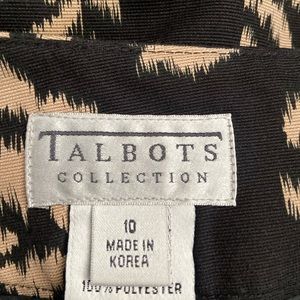 TALBOTS
COLLECTION
10
MADE IN
KOREA
100% POLYESTER